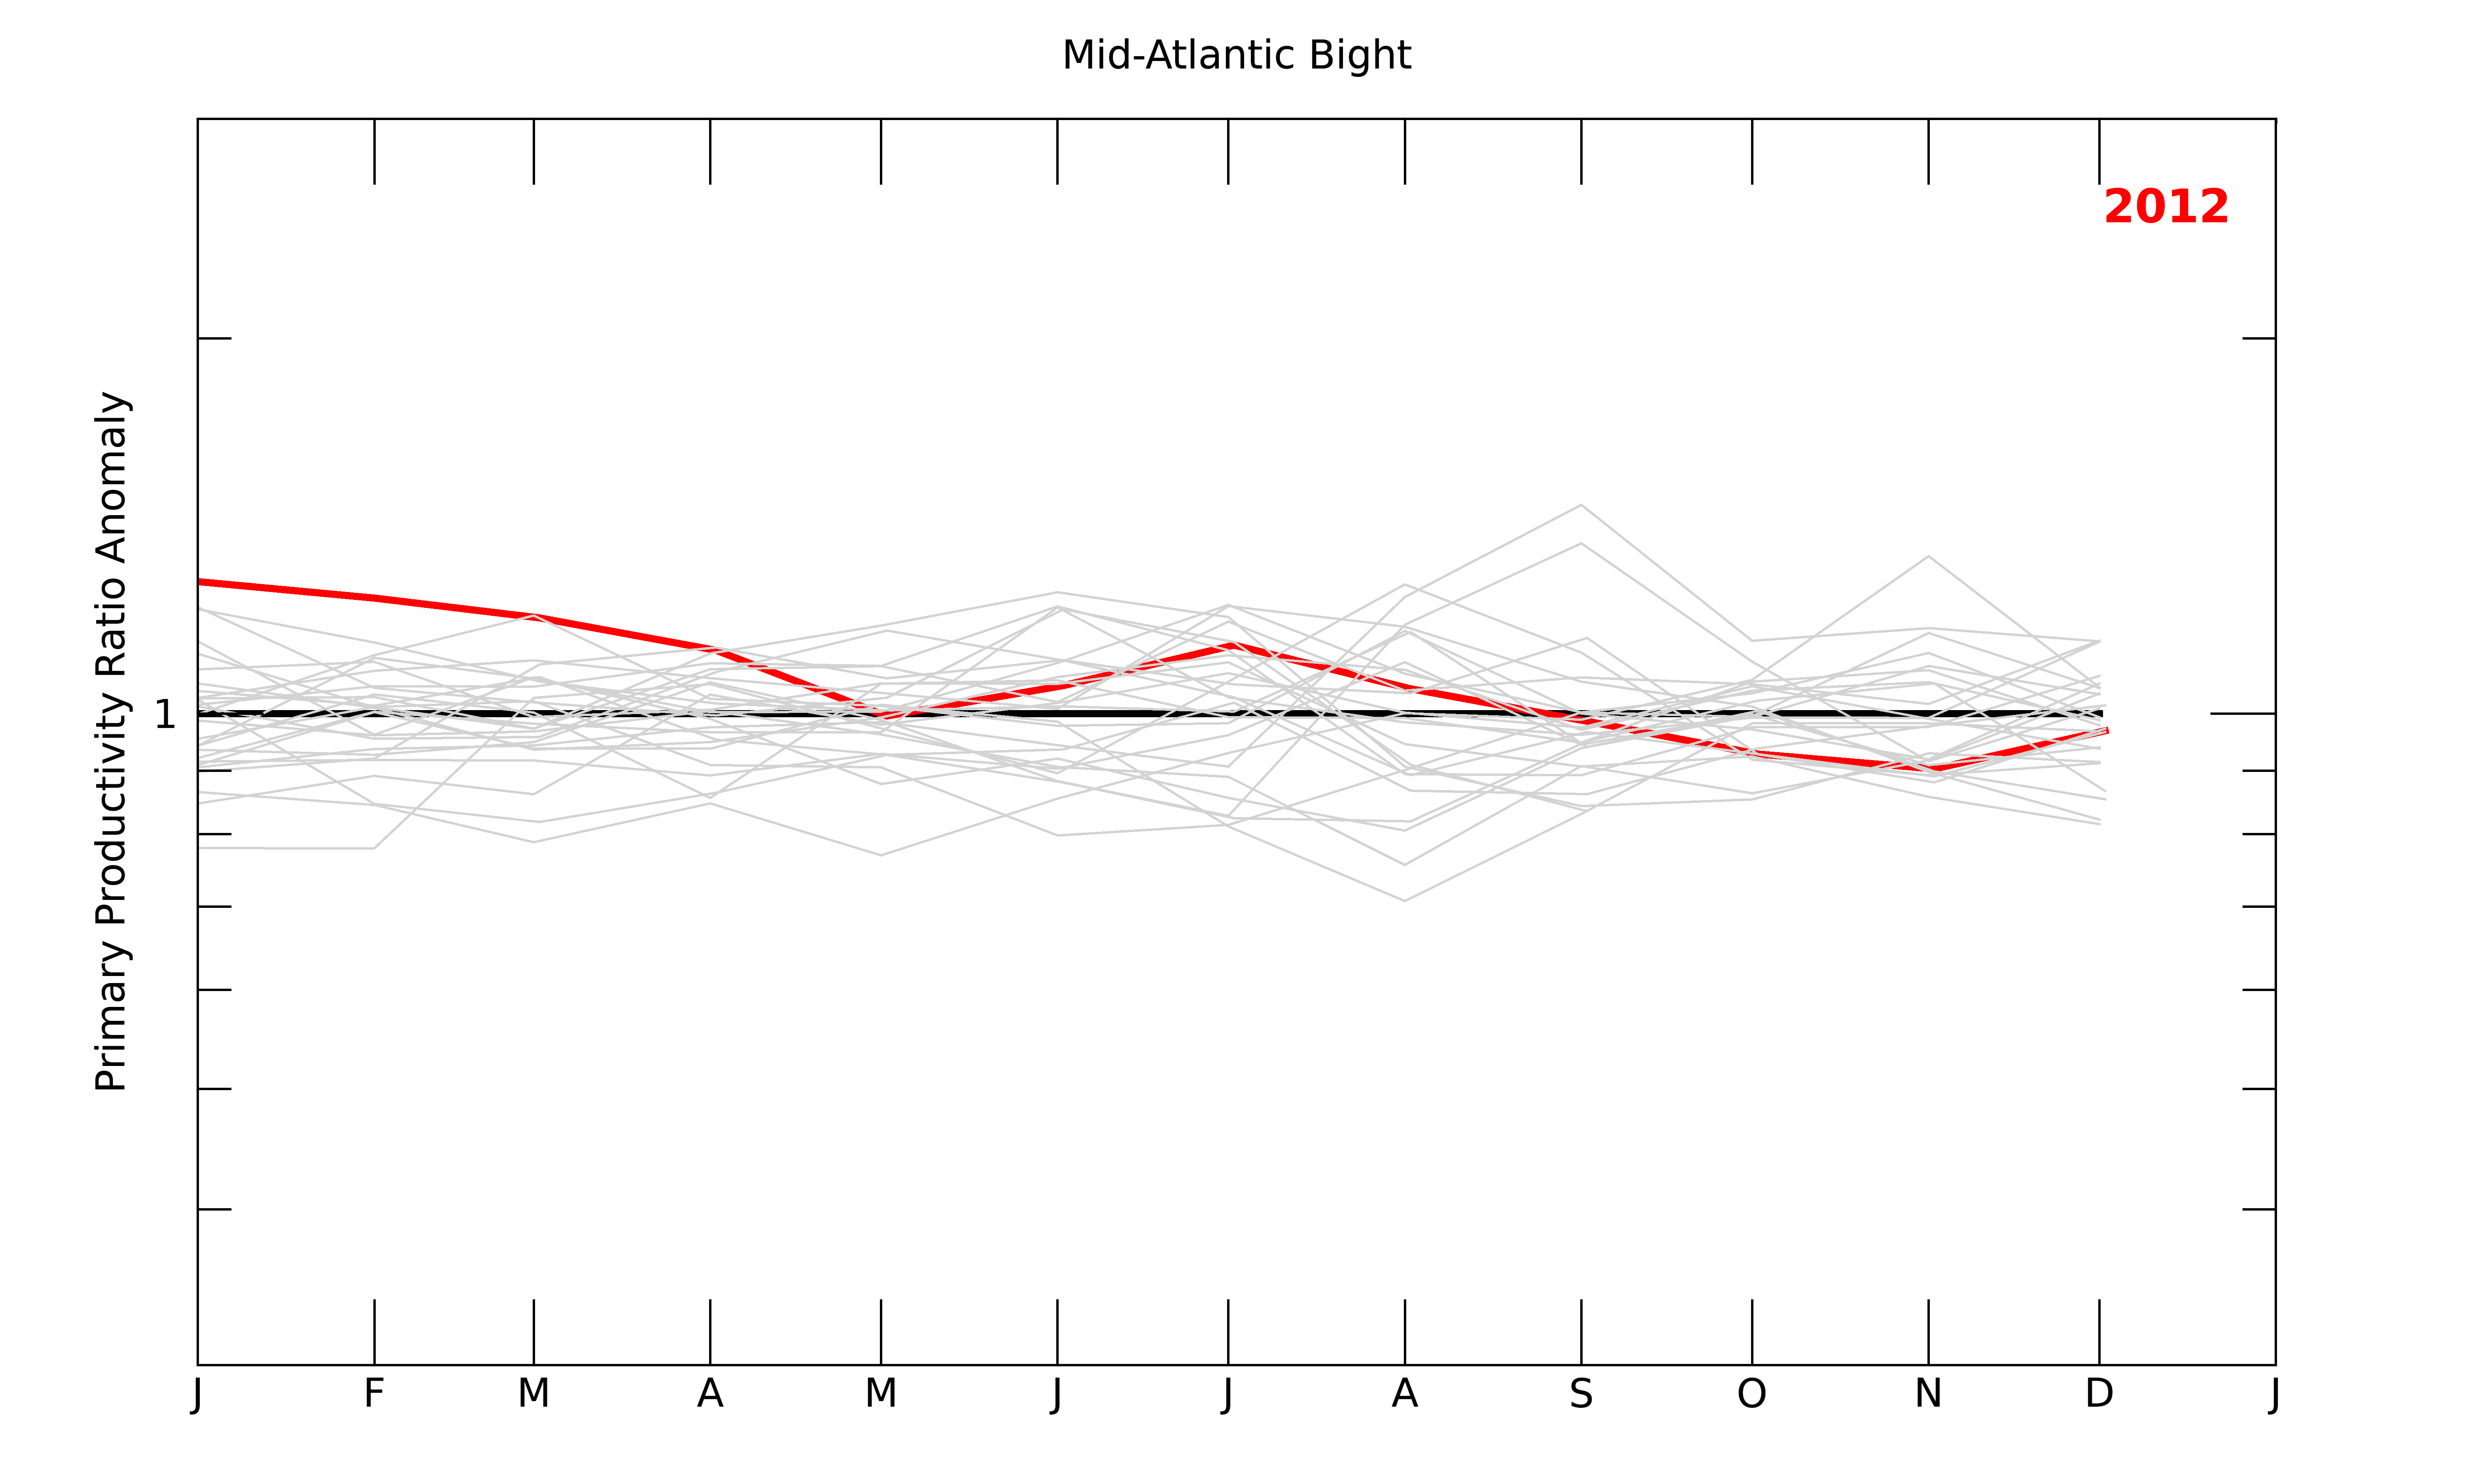 Mid-Atlantic Bight
2012
Primary Productivity Ratio Anomaly
1
J F M A M J J A S O N D J